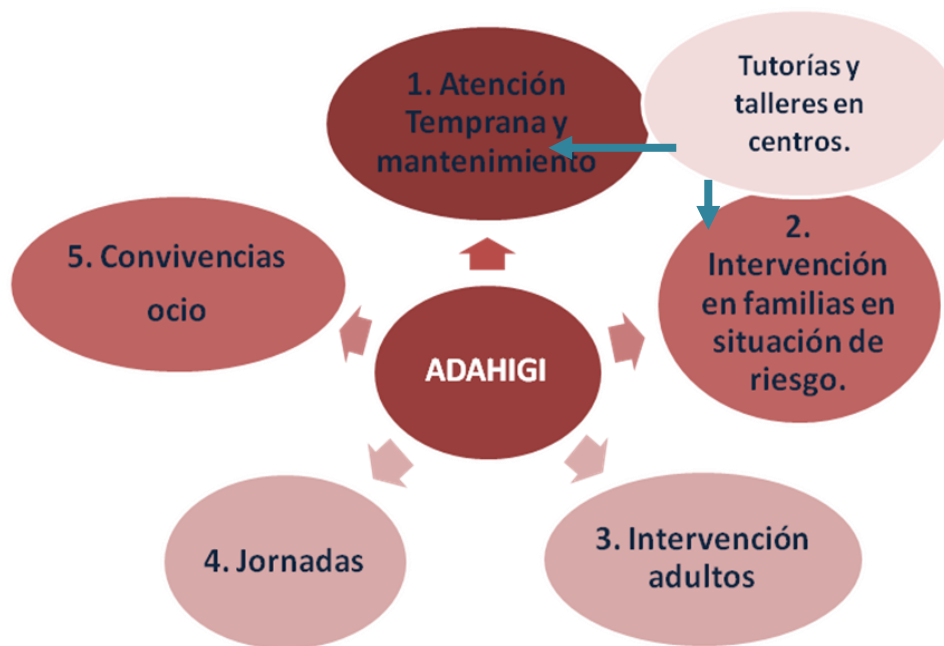 1. Atención
Temprana y
mantenimiento
Tutorías y
talleres en
centros.
2.
Intervención
en familias en
situación de
riesgo.
3. Intervención
adultos
4. Jornadas
5. Convivencias
ocio
ADAHIGI